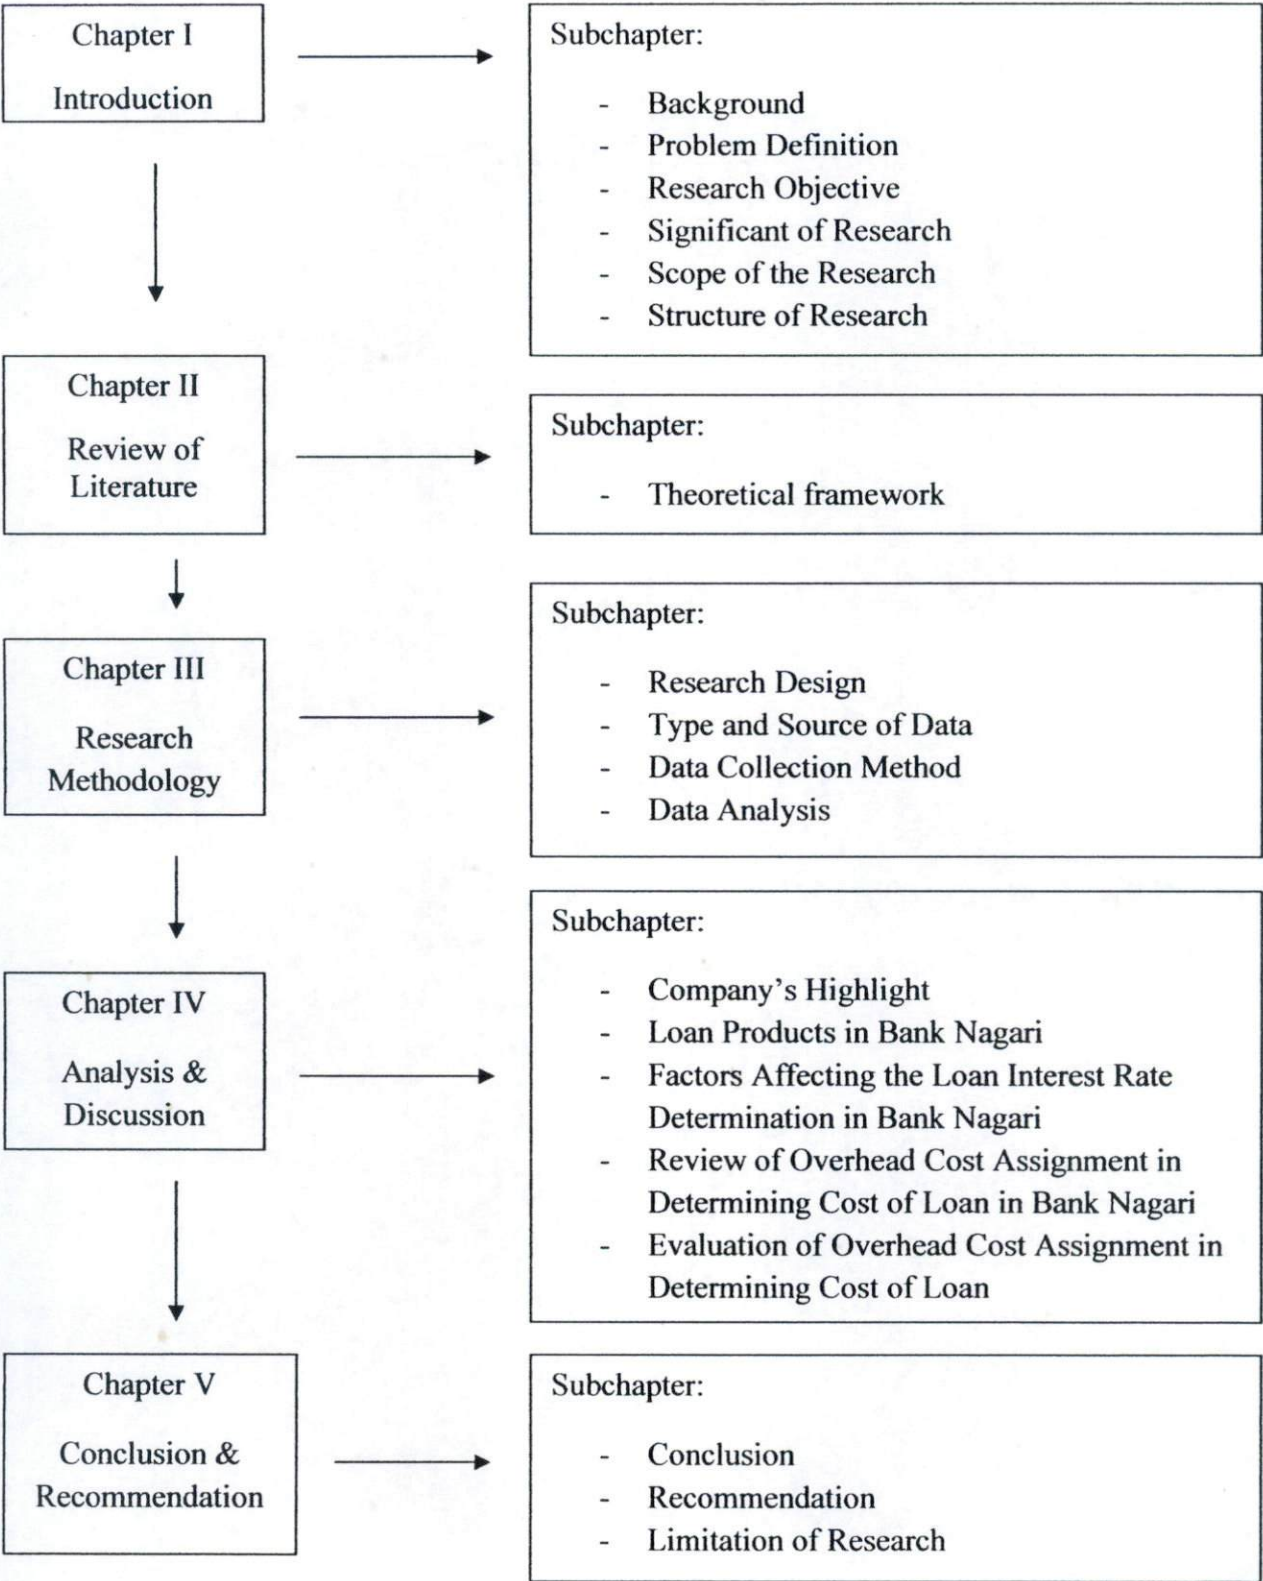 Chapter I
Introduction
Subchapter:
- Background
- Problem Definition
- Research Objective
- Significant of Research
- Scope of the Research
- Structure of Research
Chapter II
Review of
Literature
Subchapter:
- Theoretical framework
Chapter III
Research
Methodology
Subchapter:
- Research Design
- Type and Source of Data
- Data Collection Method
- Data Analysis
Chapter IV
Analysis &
Discussion
Subchapter:
- Company's Highlight
- Loan Products in Bank Nagari
- Factors Affecting the Loan Interest Rate
Determination in Bank Nagari
- Review of Overhead Cost Assignment in
Determining Cost of Loan in Bank Nagari
- Evaluation of Overhead Cost Assignment in
Determining Cost of Loan
Chapter V
Conclusion &
Recommendation
Subchapter:
- Conclusion
- Recommendation
- Limitation of Research